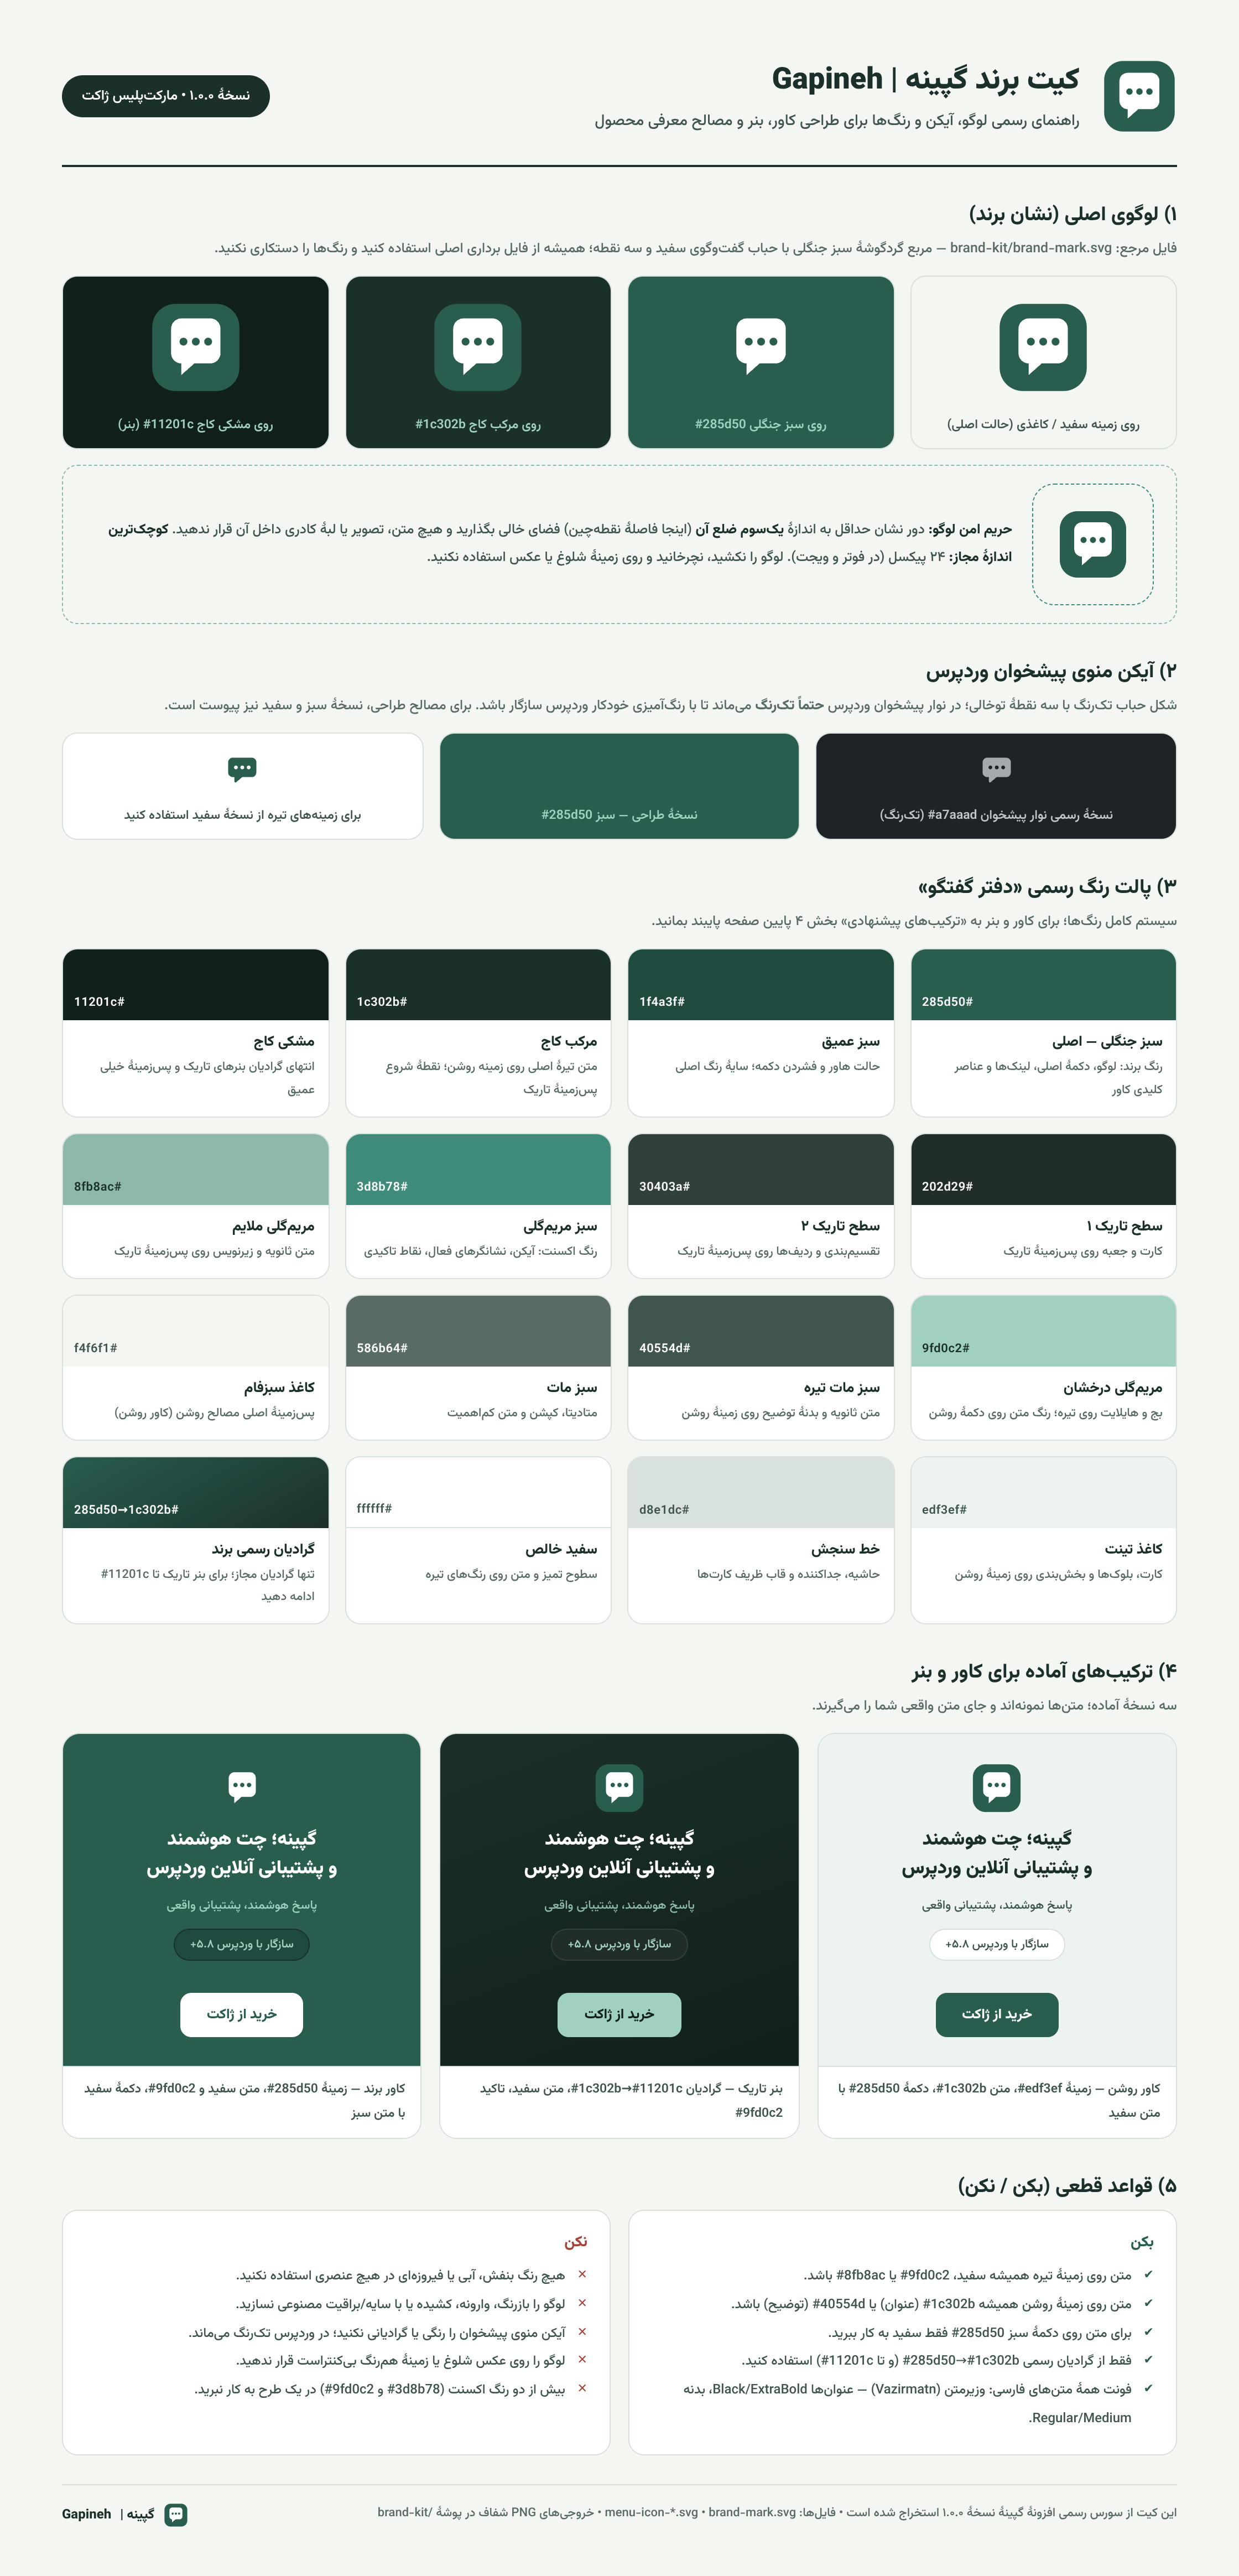 کیت برند گپینه | Gapineh
راهنمای رسمی لوگو، آیکن و رنگ‌ها برای طراحی کاور، بنر و مصالح معرفی محصول
نسخهٔ ۱.۰.۰ • مارکت‌پلیس ژاکت
۱) لوگوی اصلی (نشان برند)
فایل مرجع: brand-kit/brand-mark.svg — مربع گردگوشهٔ سبز جنگلی با حباب گفت‌وگوی سفید و سه نقطه؛ همیشه از فایل برداری اصلی استفاده کنید و رنگ‌ها را دستکاری نکنید.
روی زمینه سفید / کاغذی (حالت اصلی)
روی سبز جنگلی #285d50
روی مرکب کاج #1c302b
روی مشکی کاج #11201c (بنر)
حریم امن لوگو: دور نشان حداقل به اندازهٔ یک‌سوم ضلع آن (اینجا فاصلهٔ نقطه‌چین) فضای خالی بگذارید و هیچ متن، تصویر یا لبهٔ کادری داخل آن قرار ندهید. کوچک‌ترین
اندازهٔ مجاز: ۲۴ پیکسل (در فوتر و ویجت). لوگو را نکشید، نچرخانید و روی زمینهٔ شلوغ یا عکس استفاده نکنید.
۲) آیکن منوی پیشخوان وردپرس
شکل حباب تک‌رنگ با سه نقطهٔ توخالی؛ در نوار پیشخوان وردپرس حتماً تک‌رنگ می‌ماند تا با رنگ‌آمیزی خودکار وردپرس سازگار باشد. برای مصالح طراحی، نسخهٔ سبز و سفید نیز پیوست است.
نسخهٔ رسمی نوار پیشخوان #a7aaad (تک‌رنگ)
نسخهٔ طراحی — سبز #285d50
برای زمینه‌های تیره از نسخهٔ سفید استفاده کنید
۳) پالت رنگ رسمی «دفتر گفتگو»
سیستم کامل رنگ‌ها؛ برای کاور و بنر به «ترکیب‌های پیشنهادی» بخش ۴ پایین صفحه پایبند بمانید.
285d50#
سبز جنگلی — اصلی
رنگ برند: لوگو، دکمهٔ اصلی، لینک‌ها و عناصر
کلیدی کاور
1f4a3f#
سبز عمیق
حالت هاور و فشردن دکمه؛ سایهٔ رنگ اصلی
1c302b#
مرکب کاج
متن تیرهٔ اصلی روی زمینه روشن؛ نقطهٔ شروع
پس‌زمینهٔ تاریک
11201c#
مشکی کاج
انتهای گرادیان بنرهای تاریک و پس‌زمینهٔ خیلی
عمیق
202d29#
سطح تاریک ۱
کارت و جعبه روی پس‌زمینهٔ تاریک
30403a#
سطح تاریک ۲
تقسیم‌بندی و ردیف‌ها روی پس‌زمینهٔ تاریک
3d8b78#
سبز مریم‌گلی
رنگ اکسنت: آیکن، نشانگرهای فعال، نقاط تاکیدی
8fb8ac#
مریم‌گلی ملایم
متن ثانویه و زیرنویس روی پس‌زمینهٔ تاریک
9fd0c2#
مریم‌گلی درخشان
بج و هایلایت روی تیره؛ رنگ متن روی دکمهٔ روشن
40554d#
سبز مات تیره
متن ثانویه و بدنهٔ توضیح روی زمینهٔ روشن
586b64#
سبز مات
متادیتا، کپشن و متن کم‌اهمیت
f4f6f1#
کاغذ سبزفام
پس‌زمینهٔ اصلی مصالح روشن (کاور روشن)
edf3ef#
کاغذ تینت
کارت، بلوک‌ها و بخش‌بندی روی زمینهٔ روشن
d8e1dc#
خط سنجش
حاشیه، جداکننده و قاب ظریف کارت‌ها
ffffff#
سفید خالص
سطوح تمیز و متن روی رنگ‌های تیره
285d50→1c302b#
گرادیان رسمی برند
تنها گرادیان مجاز؛ برای بنر تاریک تا #11201c
ادامه دهید
۴) ترکیب‌های آماده برای کاور و بنر
سه نسخهٔ آماده؛ متن‌ها نمونه‌اند و جای متن واقعی شما را می‌گیرند.
گپینه؛ چت هوشمند
و پشتیبانی آنلاین وردپرس
پاسخ هوشمند، پشتیبانی واقعی
سازگار با وردپرس ۵.۸+
خرید از ژاکت
کاور روشن — زمینهٔ #edf3ef، متن #1c302b، دکمهٔ #285d50 با
متن سفید
گپینه؛ چت هوشمند
و پشتیبانی آنلاین وردپرس
پاسخ هوشمند، پشتیبانی واقعی
سازگار با وردپرس ۵.۸+
خرید از ژاکت
بنر تاریک — گرادیان #1c302b→#11201c، متن سفید، تاکید
#9fd0c2
گپینه؛ چت هوشمند
و پشتیبانی آنلاین وردپرس
پاسخ هوشمند، پشتیبانی واقعی
سازگار با وردپرس ۵.۸+
خرید از ژاکت
کاور برند — زمینهٔ #285d50، متن سفید و #9fd0c2، دکمهٔ سفید
با متن سبز
۵) قواعد قطعی (بکن / نکن)
بکن
✔ متن روی زمینهٔ تیره همیشه سفید، #9fd0c2 یا #8fb8ac باشد.
✔ متن روی زمینهٔ روشن همیشه #1c302b (عنوان) یا #40554d (توضیح) باشد.
✔ برای متن روی دکمهٔ سبز #285d50 فقط سفید به کار ببرید.
✔ فقط از گرادیان رسمی #285d50→#1c302b (و تا #11201c) استفاده کنید.
✔ فونت همهٔ متن‌های فارسی: وزیرمتن (Vazirmatn) — عنوان‌ها Black/ExtraBold، بدنه
Regular/Medium.
نکن
✕ هیچ رنگ بنفش، آبی یا فیروزه‌ای در هیچ عنصری استفاده نکنید.
✕ لوگو را بازرنگ، وارونه، کشیده یا با سایه/براقیت مصنوعی نسازید.
✕ آیکن منوی پیشخوان را رنگی یا گرادیانی نکنید؛ در وردپرس تک‌رنگ می‌ماند.
✕ لوگو را روی عکس شلوغ یا زمینهٔ هم‌رنگ بی‌کنتراست قرار ندهید.
✕ بیش از دو رنگ اکسنت (#3d8b78 و #9fd0c2) در یک طرح به کار نبرید.
این کیت از سورس رسمی افزونهٔ گپینهٔ نسخهٔ ۱.۰.۰ استخراج شده است • فایل‌ها: brand-mark.svg • menu-icon-*.svg • خروجی‌های PNG شفاف در پوشهٔ brand-kit/
گپینه | Gapineh